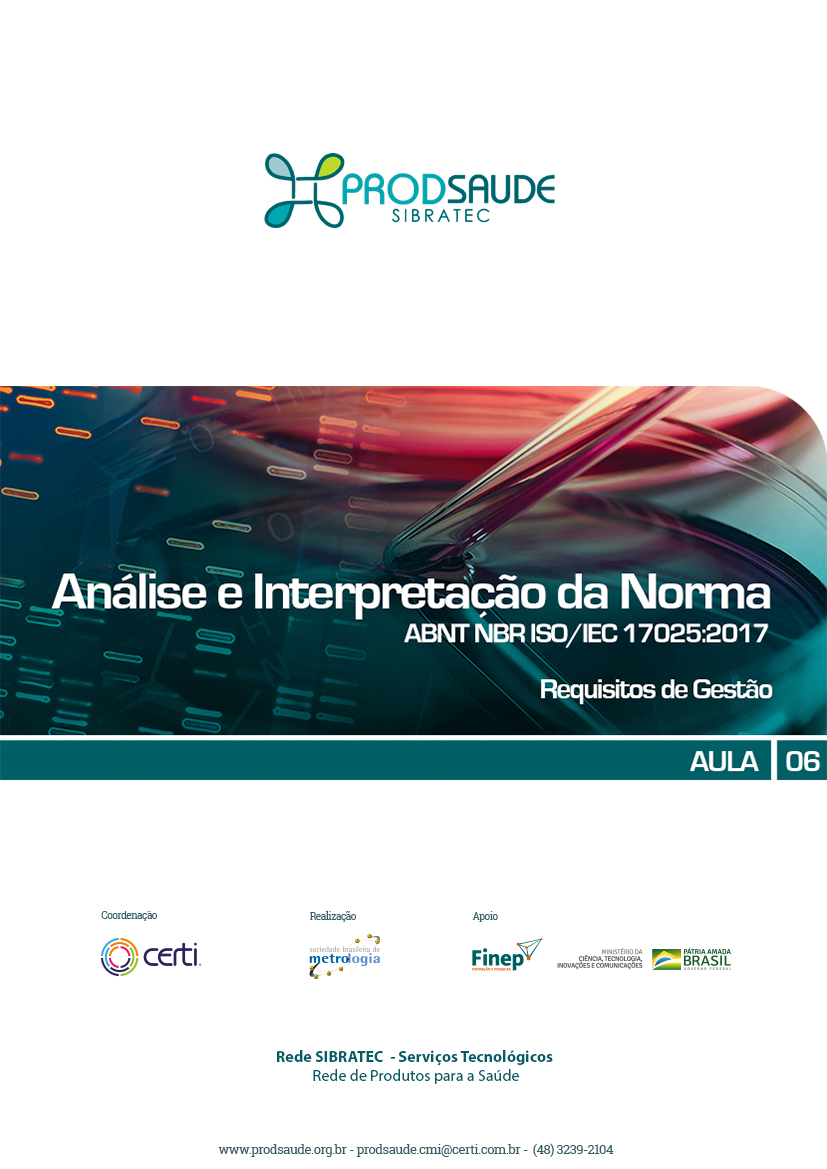 PRODSAUDE
SIBRATEC
Análise e Interpretação da Norma
ABNT NBR ISO/IEC 17025:2017
Requisitos de Gestão
AULA 06
Coordenação
Realização
Apoio
certi
sociedade brasileira de
metrologia
Finep
INOVAÇÃO E PESQUISA
MINISTÉRIO DA
CIÊNCIA, TECNOLOGIA,
INOVAÇÕES E COMUNICAÇÕES
PÁTRIA AMADA
BRASIL
GOVERNO FEDERAL
Rede SIBRATEC - Serviços Tecnológicos
Rede de Produtos para a Saúde
www.prodsaude.org.br - prodsaude.cmi@certi.com.br - (48) 3239-2104